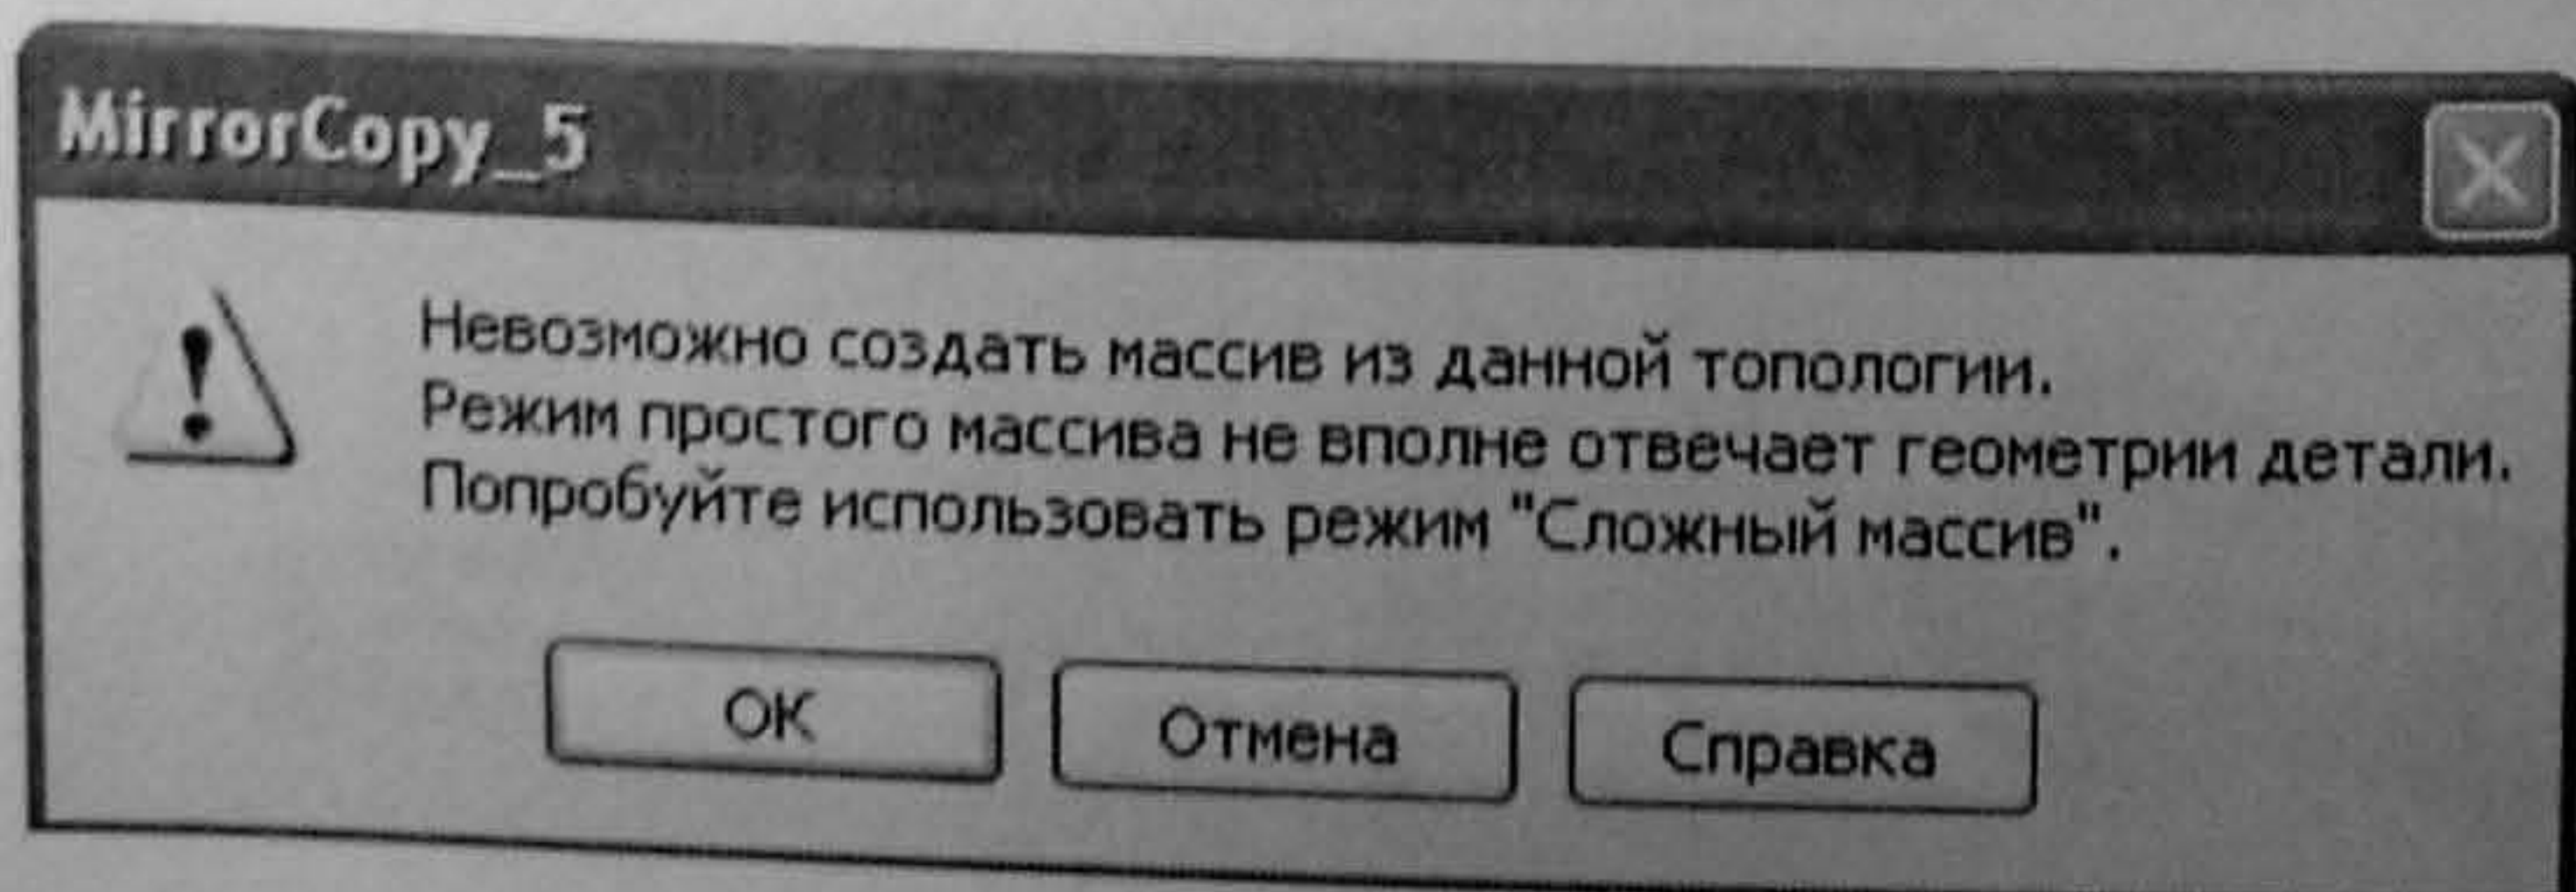 MirrorCopy_5
Невозможно создать массив из данной топологии.
Режим простого массива не вполне отвечает геометрии детали.
Попробуйте использовать режим "Сложный массив".
ОК
Отмена
Справка